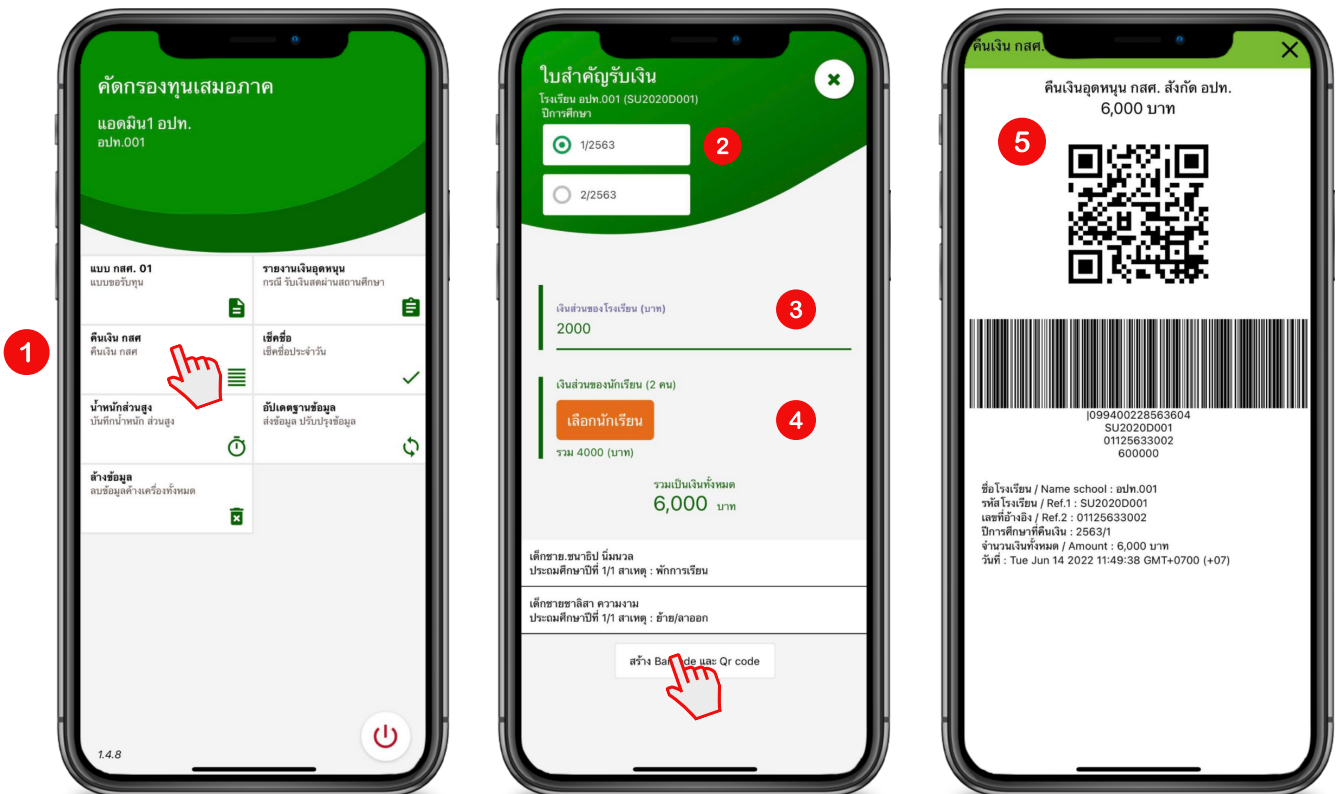 คัดกรองทุนเสมอภาค
แอดมิน1 อปท.
อปท.001
แบบ กสศ. 01
แบบขอรับทุน
รายงานเงินอุดหนุน
กรณี รับเงินสดผ่านสถานศึกษา
1
คืนเงิน กสศ
คืนเงิน กสศ
เช็คชื่อ
เช็คชื่อประจำวัน
น้ำหนักส่วนสูง
บันทึกน้ำหนัก ส่วนสูง
อัปเดตฐานข้อมูล
ส่งข้อมูล ปรับปรุงข้อมูล
ล้างข้อมูล
ลบข้อมูลค้างเครื่องทั้งหมด
1.4.8
ใบสำคัญรับเงิน
โรงเรียน อปท.001 (SU2020D001)
ปีการศึกษา
1/2563
2
2/2563
เงินส่วนของโรงเรียน (บาท)
3
2000
เงินส่วนของนักเรียน (2 คน)
เลือกนักเรียน
4
รวม 4000 (บาท)
รวมเป็นเงินทั้งหมด
6,000 บาท
เด็กชาย.ชนาธิป นิ่มนวล
ประถมศึกษาปีที่ 1/1 สาเหตุ : พักการเรียน
เด็กชายชาลิสา ความงาม
ประถมศึกษาปีที่ 1/1 สาเหตุ : ย้าย/ลาออก
สร้าง และ Qr code
คืนเงิน กสศ.
คืนเงินอุดหนุน กสศ. สังกัด อปท.
6,000 บาท
5
|099400228563604
SU2020D001
01125633002
600000
ชื่อโรงเรียน / Name school : อปท.001
รหัสโรงเรียน / Ref.1 : SU2020D001
เลขที่อ้างอิง / Ref.2 : 01125633002
ปีการศึกษาที่คืนเงิน : 2563/1
จำนวนเงินทั้งหมด / Amount : 6,000 บาท
วันที่ : Tue Jun 14 2022 11:49:38 GMT+0700 (+07)